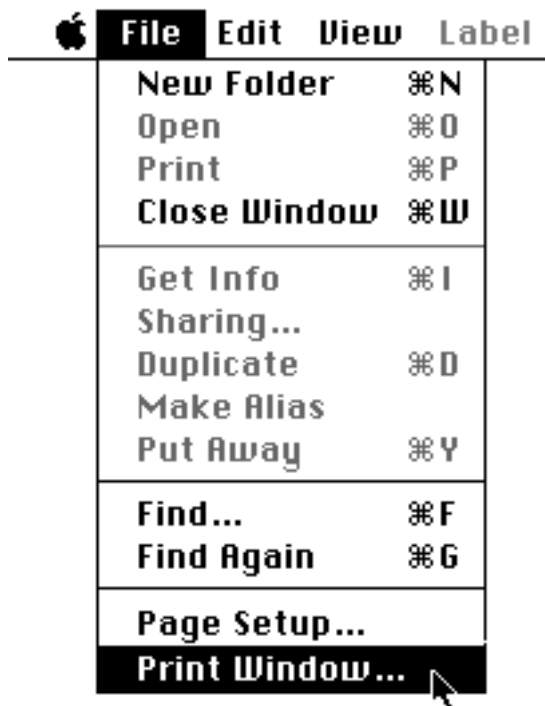 File Edit View Label
New Folder ⌘N
Open ⌘O
Print ⌘P
Close Window ⌘W
Get Info ⌘I
Sharing...
Duplicate ⌘D
Make Alias
Put Away ⌘Y
Find... ⌘F
Find Again ⌘G
Page Setup...
Print Window...